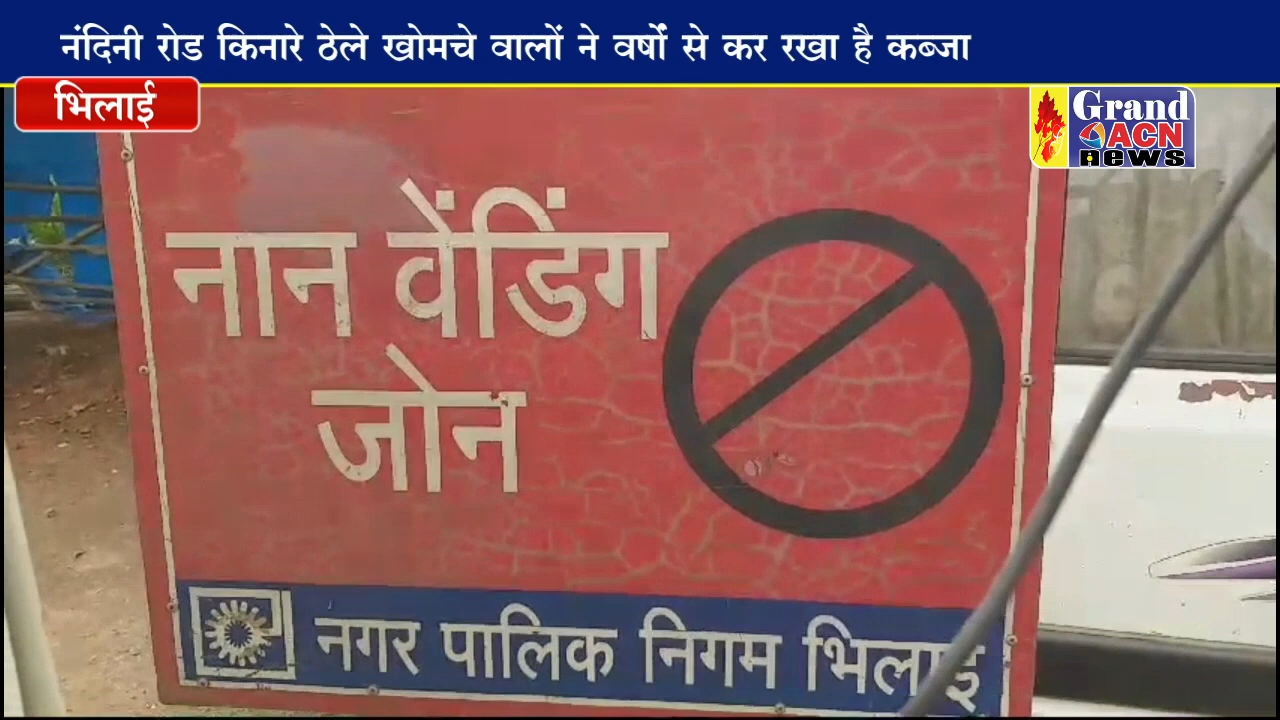 नंदिनी रोड किनारे ठेले खोमचे वालों ने वर्षों से कर रखा है कब्जा
भिलाई
Grand
ACN
news
नान वेंडिंग
जोन
नगर पालिक निगम भिलाई